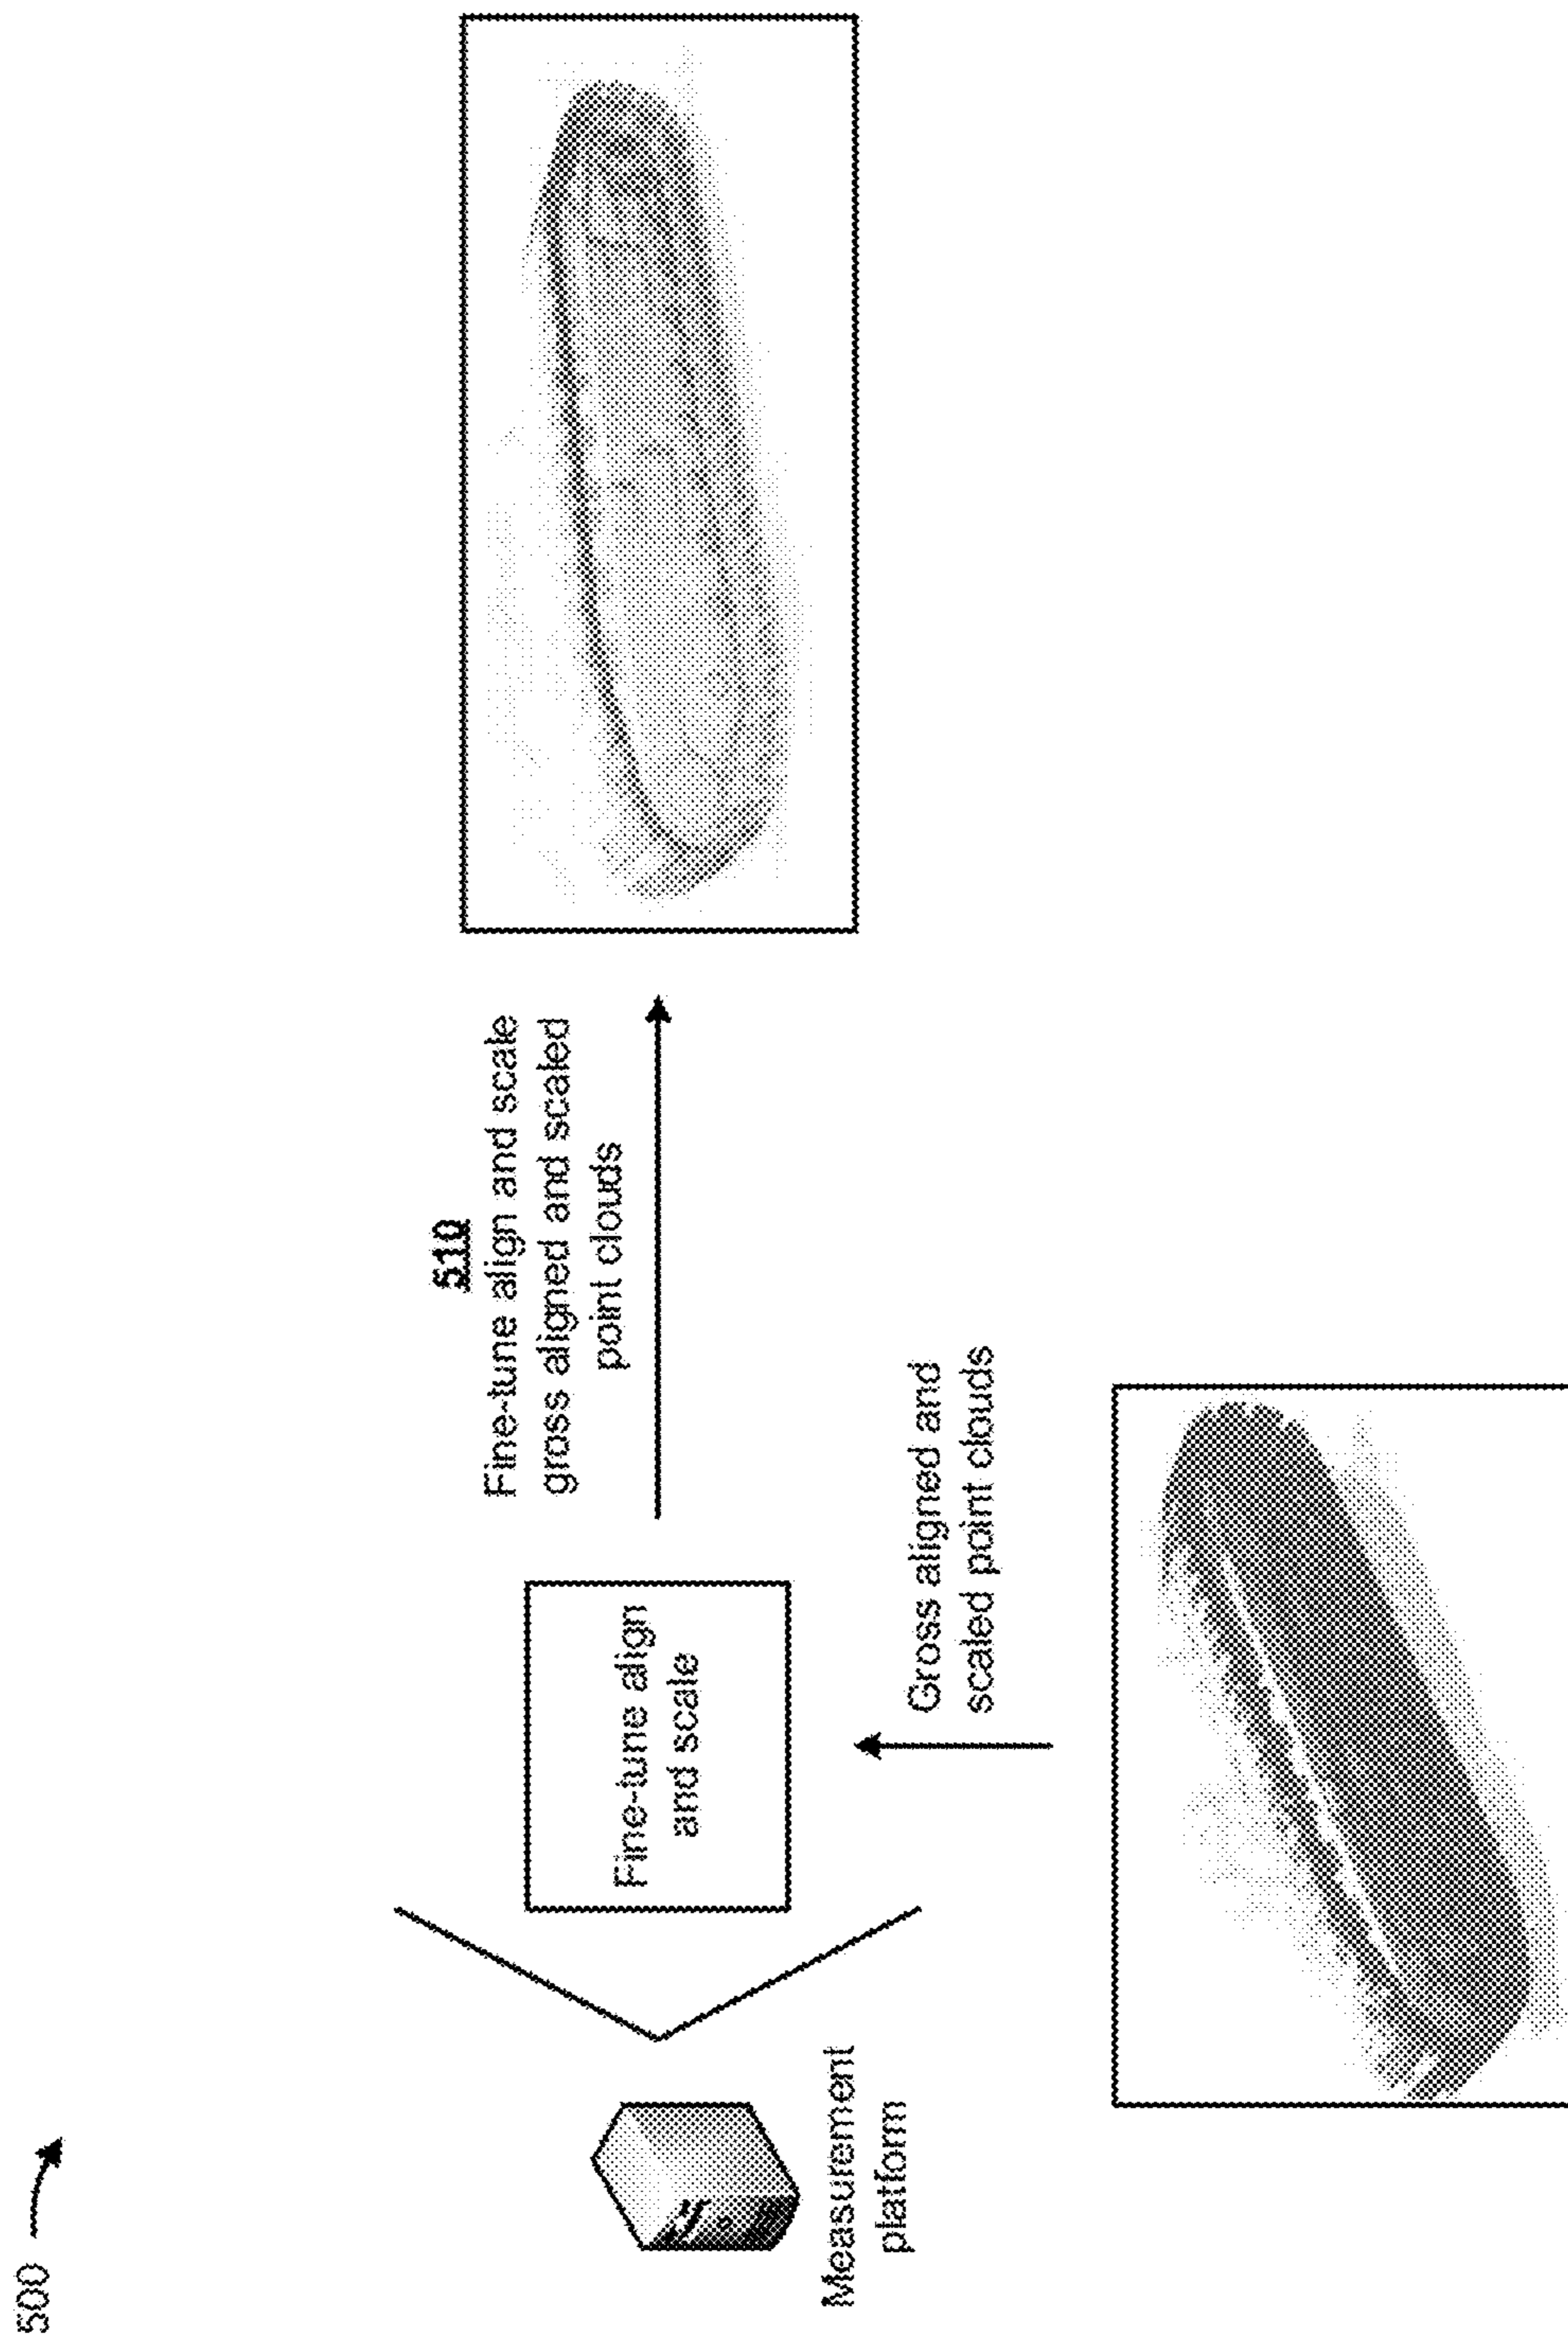 500
510
Fine-tune align and scale
gross aligned and scaled
point clouds
Fine-tune align
and scale
Measurement
platform
Gross aligned and
scaled point clouds